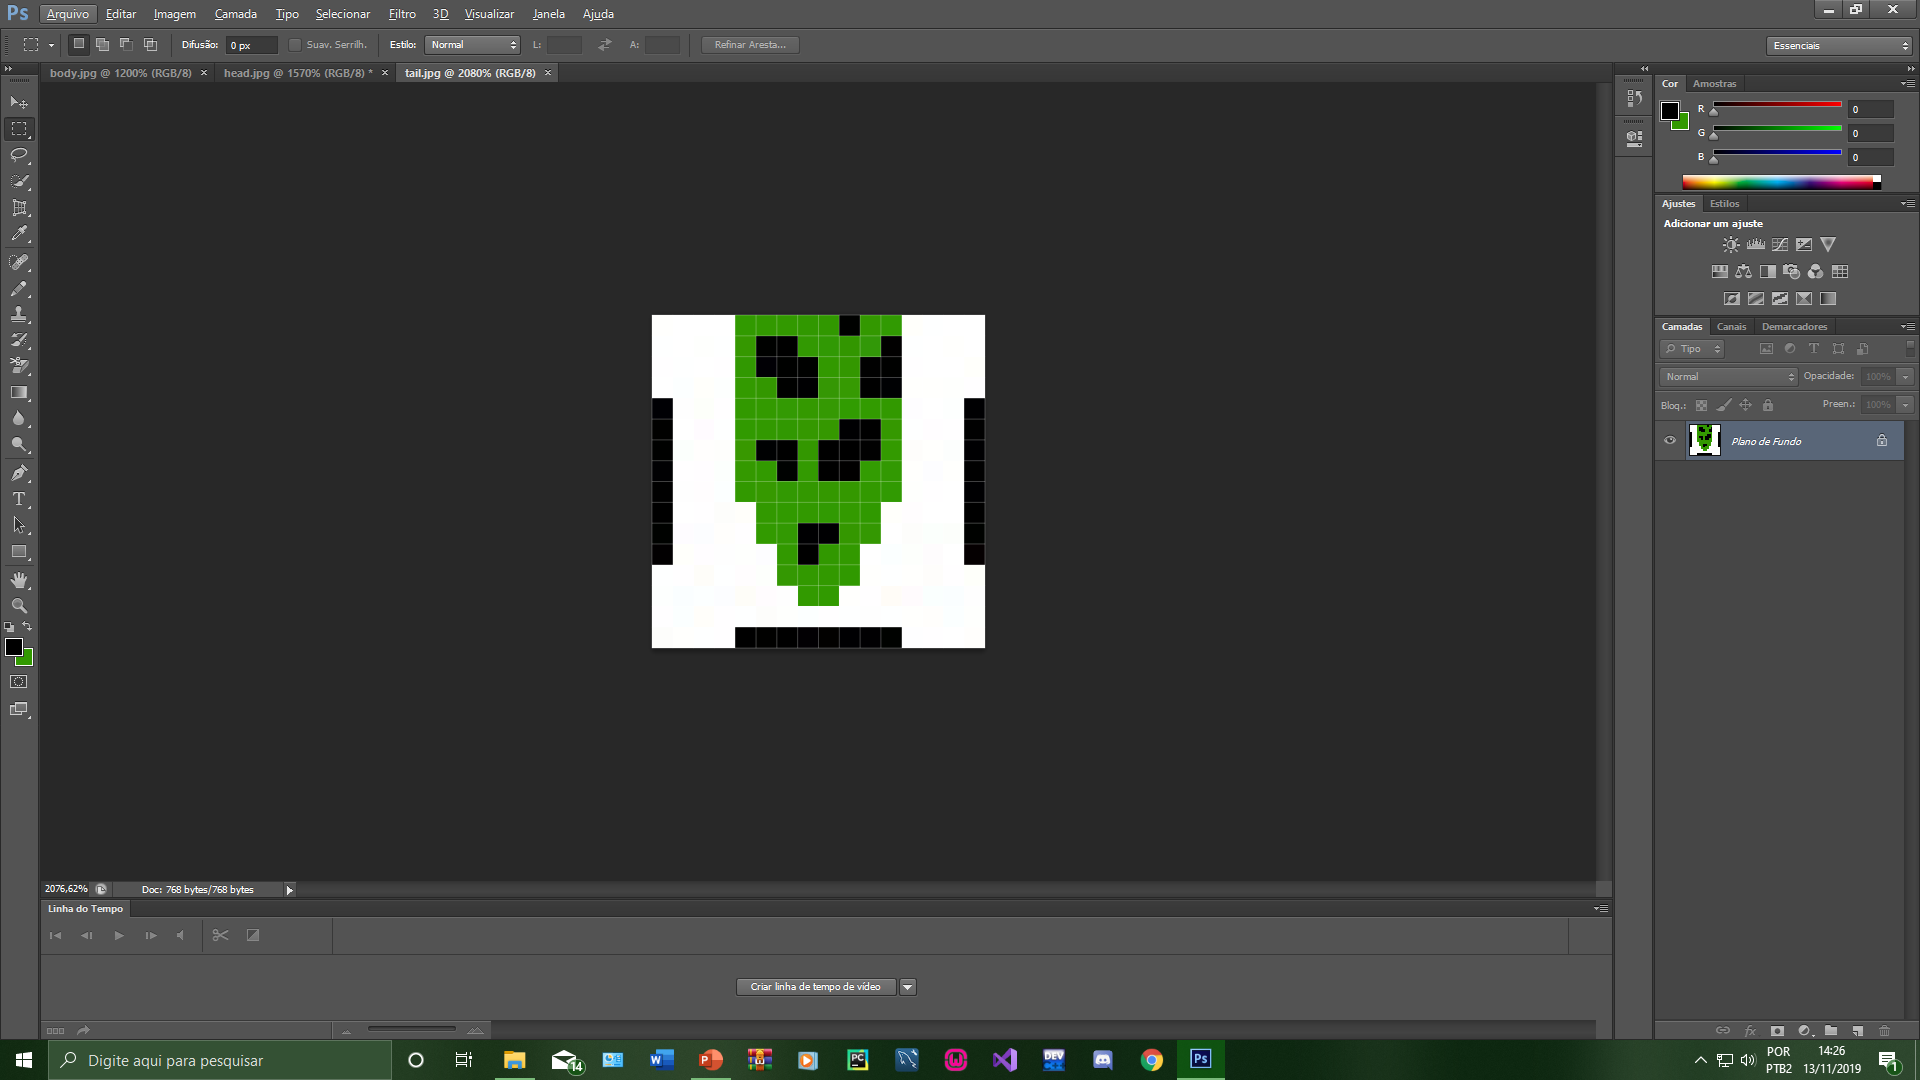 Ps Arquivo Editar Imagem Camada Tipo Selecionar Filtro 3D Visualizar Janela Ajuda
Difusão: 0 px Suav. Serrilh. Estilo: Normal L: A: Refinar Aresta... Essenciais
body.jpg @ 1200% (RGB/8) × head.jpg @ 1570% (RGB/8) * × tail.jpg @ 2080% (RGB/8) ×
Cor Amostras
R 0
G 0
B 0
Ajustes Estilos
Adicionar um ajuste
Camadas Canais Demarcadores
Tipo
Normal Opacidade: 100%
Bloq.: Preen.: 100%
Plano de Fundo
2076,62% Doc: 768 bytes/768 bytes
Linha do Tempo
Criar linha de tempo de vídeo
fx
Digite aqui para pesquisar
14
POR
PTB2
14:26
13/11/2019
1